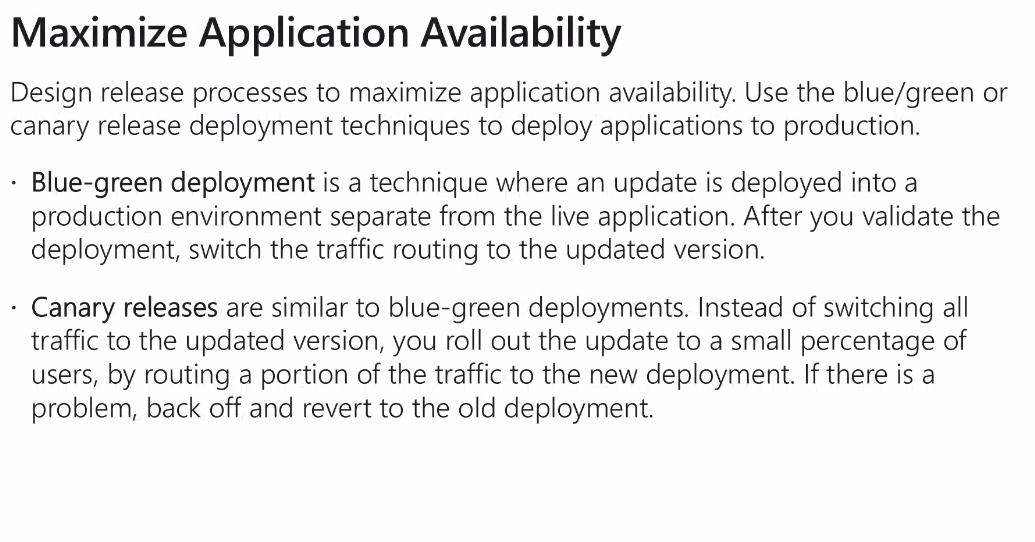 Maximize Application Availability
Design release processes to maximize application availability. Use the blue/green or
canary release deployment techniques to deploy applications to production.
· Blue-green deployment is a technique where an update is deployed into a
production environment separate from the live application. After you validate the
deployment, switch the traffic routing to the updated version.
· Canary releases are similar to blue-green deployments. Instead of switching all
traffic to the updated version, you roll out the update to a small percentage of
users, by routing a portion of the traffic to the new deployment. If there is a
problem, back off and revert to the old deployment.